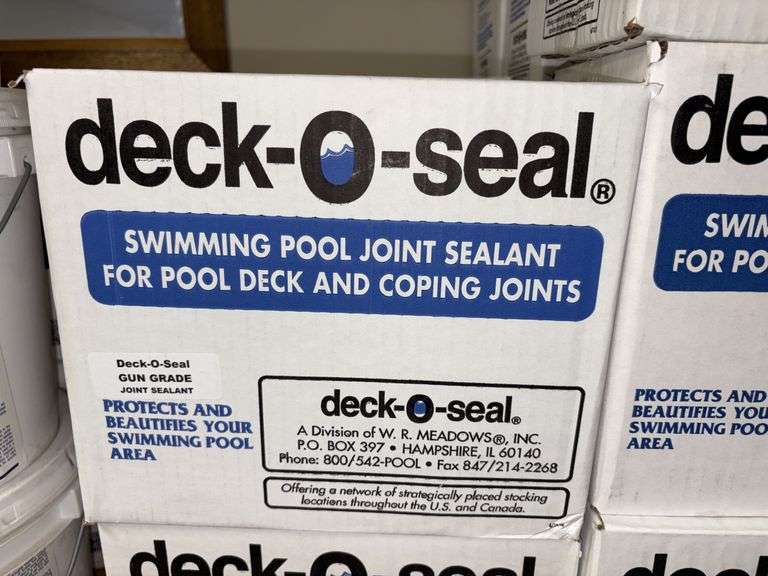 deck-O-seal®
SWIMMING POOL JOINT SEALANT
FOR POOL DECK AND COPING JOINTS
Deck-O-Seal
GUN GRADE
JOINT SEALANT
PROTECTS AND
BEAUTIFIES YOUR
SWIMMING POOL
AREA
deck-O-seal®
A Division of W. R. MEADOWS®, INC.
P.O. BOX 397 • HAMPSHIRE, IL 60140
Phone: 800/542-POOL • Fax 847/214-2268
Offering a network of strategically placed stocking
locations throughout the U.S. and Canada.
de
SWIM
FOR PO
PROTECTS AND
BEAUTIFIES YOU
SWIMMING POO
AREA
deck-O-seal